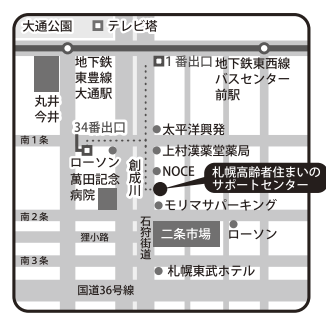 大通公園
テレビ塔
地下鉄
東豊線
大通駅
1番出口
地下鉄東西線
バスセンター
前駅
丸井
今井
34番出口
太平洋興発
南1条
上村漢薬堂薬局
ローソン
萬田記念
病院
創成川
NOCE
札幌高齢者住まいの
サポートセンター
モリマサパーキング
南2条
狸小路
石狩街道
二条市場
ローソン
南3条
札幌東武ホテル
国道36号線